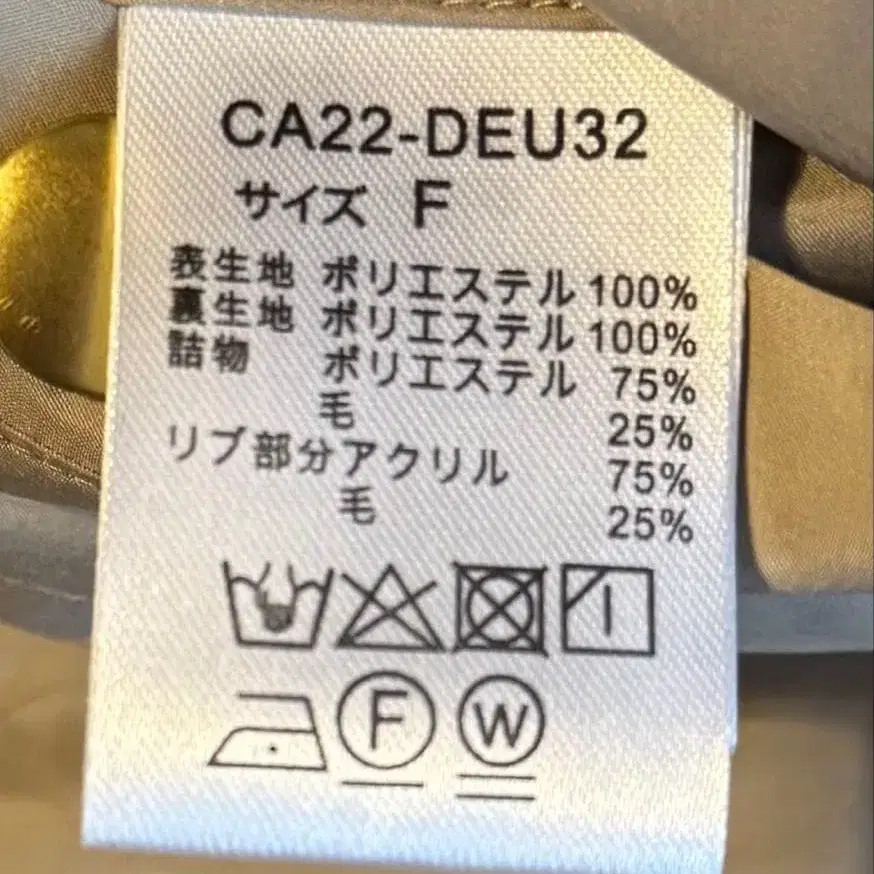 CA22-DEU32
サイズ F
表生地 ポリエステル 100%
裏生地 ポリエステル 100%
詰物 ポリエステル 75%
毛 25%
リブ部分アクリル 75%
毛 25%
F W